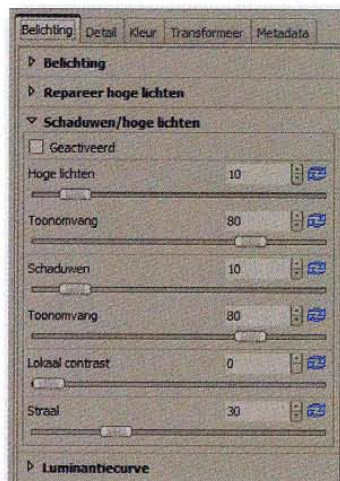 Belichting Detail Kleur Transformeer Metadata
Belichting
Repareer hoge lichten
Schaduwen/hoge lichten
Geactiveerd
Hoge lichten 10
Toonomvang 80
Schaduwen 10
Toonomvang 80
Lokaal contrast 0
Straal 30
Luminantiecurve